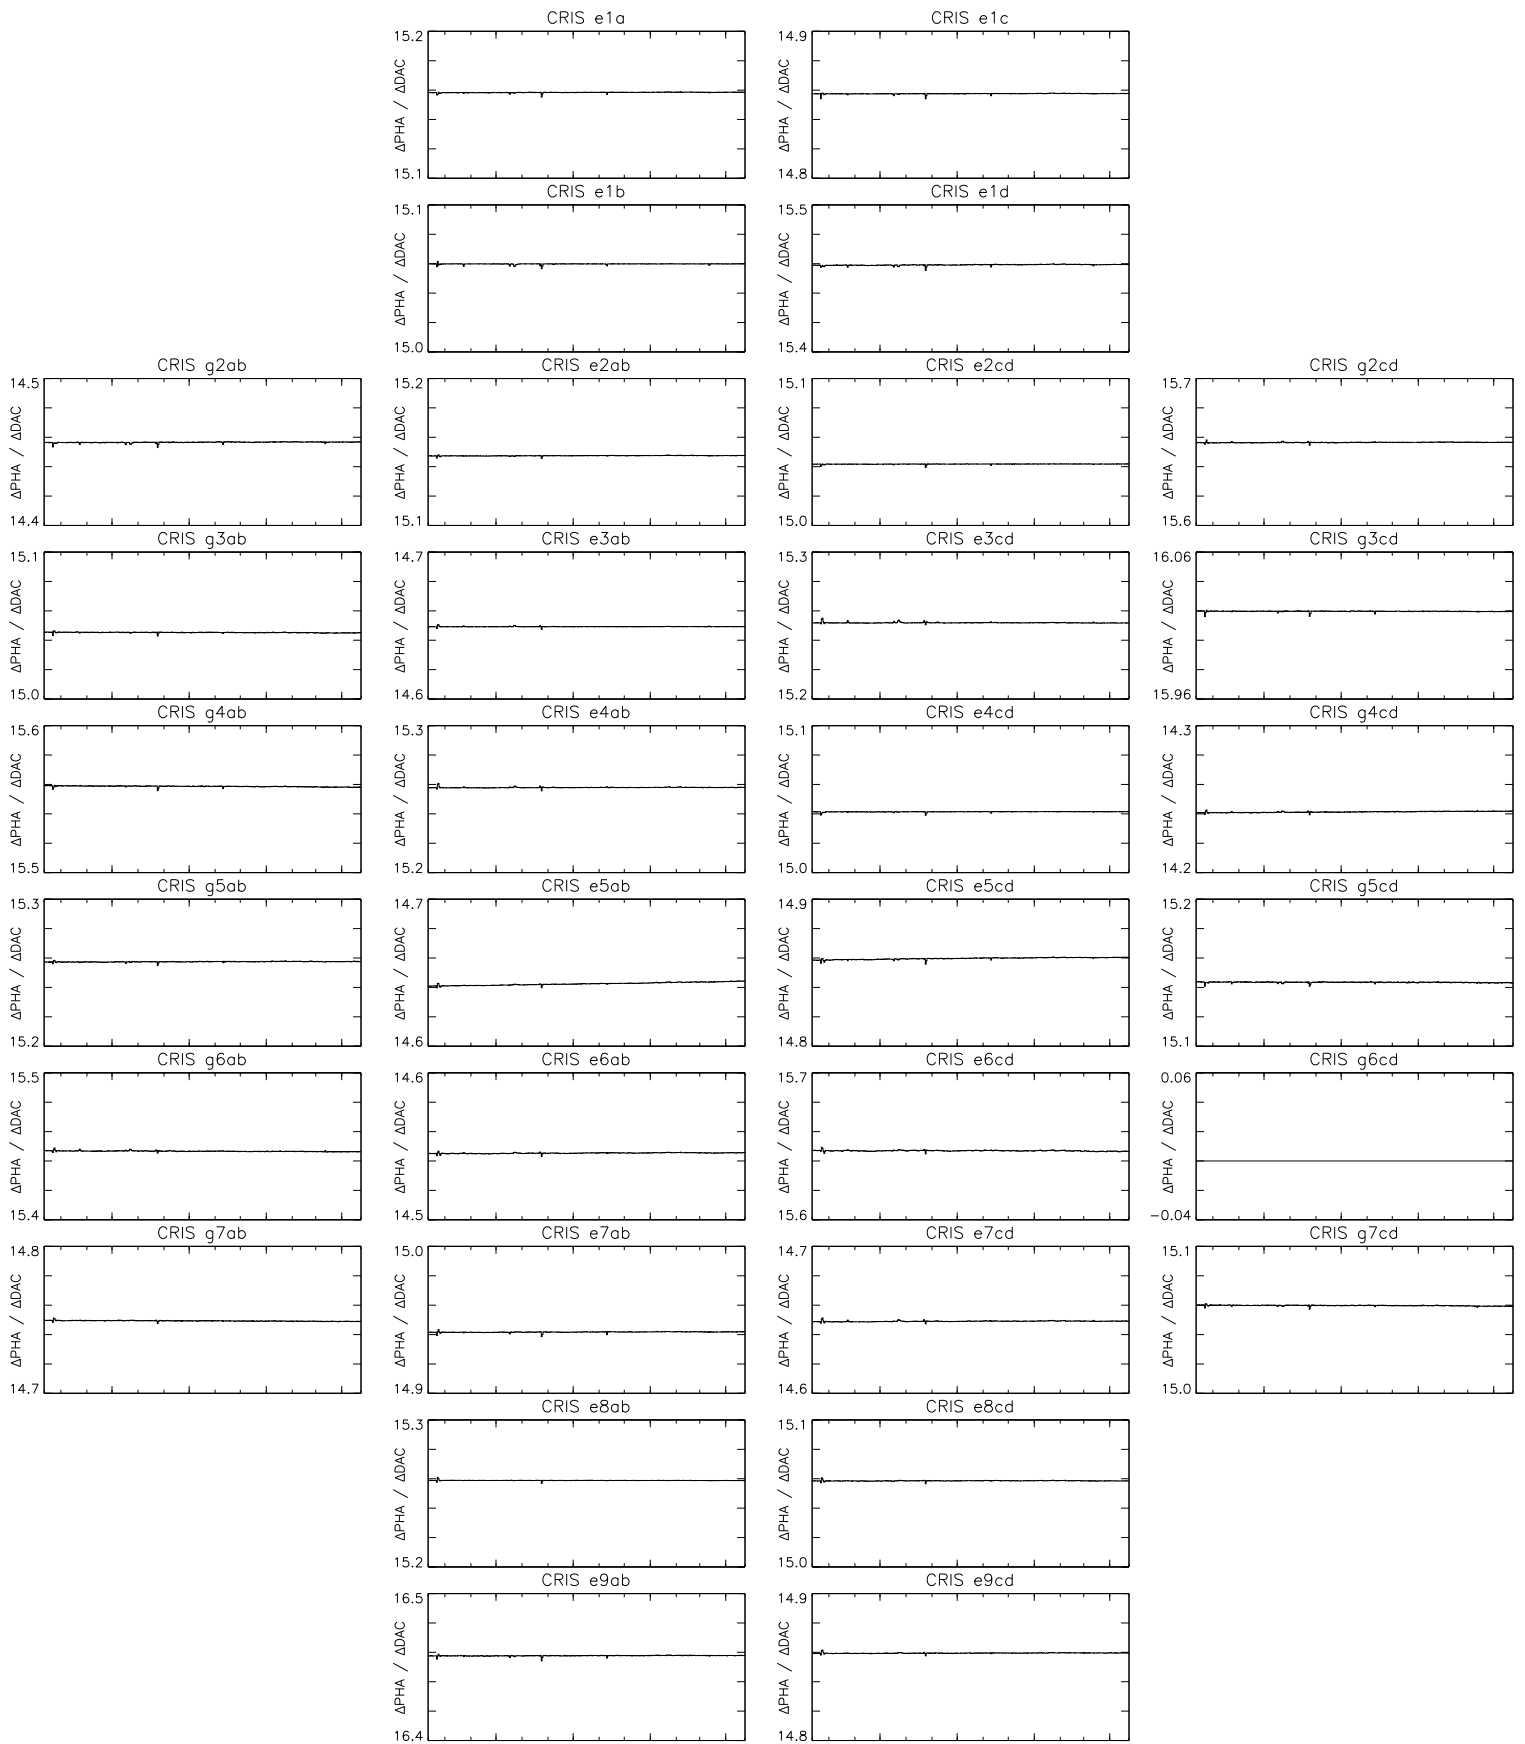 CRIS e1a
15.2
ΔPHA / ΔDAC
15.1
CRIS e1c
14.9
ΔPHA / ΔDAC
14.8
CRIS e1b
15.1
ΔPHA / ΔDAC
15.0
CRIS e1d
15.5
ΔPHA / ΔDAC
15.4
CRIS g2ab
14.5
ΔPHA / ΔDAC
14.4
CRIS e2ab
15.2
ΔPHA / ΔDAC
15.1
CRIS e2cd
15.1
ΔPHA / ΔDAC
15.0
CRIS g2cd
15.7
ΔPHA / ΔDAC
15.6
CRIS g3ab
15.1
ΔPHA / ΔDAC
15.0
CRIS e3ab
14.7
ΔPHA / ΔDAC
14.6
CRIS e3cd
15.3
ΔPHA / ΔDAC
15.2
CRIS g3cd
16.06
ΔPHA / ΔDAC
15.96
CRIS g4ab
15.6
ΔPHA / ΔDAC
15.5
CRIS e4ab
15.3
ΔPHA / ΔDAC
15.2
CRIS e4cd
15.1
ΔPHA / ΔDAC
15.0
CRIS g4cd
14.3
ΔPHA / ΔDAC
14.2
CRIS g5ab
15.3
ΔPHA / ΔDAC
15.2
CRIS e5ab
14.7
ΔPHA / ΔDAC
14.6
CRIS e5cd
14.9
ΔPHA / ΔDAC
14.8
CRIS g5cd
15.2
ΔPHA / ΔDAC
15.1
CRIS g6ab
15.5
ΔPHA / ΔDAC
15.4
CRIS e6ab
14.6
ΔPHA / ΔDAC
14.5
CRIS e6cd
15.7
ΔPHA / ΔDAC
15.6
CRIS g6cd
0.06
ΔPHA / ΔDAC
−0.04
CRIS g7ab
14.8
ΔPHA / ΔDAC
14.7
CRIS e7ab
15.0
ΔPHA / ΔDAC
14.9
CRIS e7cd
14.7
ΔPHA / ΔDAC
14.6
CRIS g7cd
15.1
ΔPHA / ΔDAC
15.0
CRIS e8ab
15.3
ΔPHA / ΔDAC
15.2
CRIS e8cd
15.1
ΔPHA / ΔDAC
15.0
CRIS e9ab
16.5
ΔPHA / ΔDAC
16.4
CRIS e9cd
14.9
ΔPHA / ΔDAC
14.8